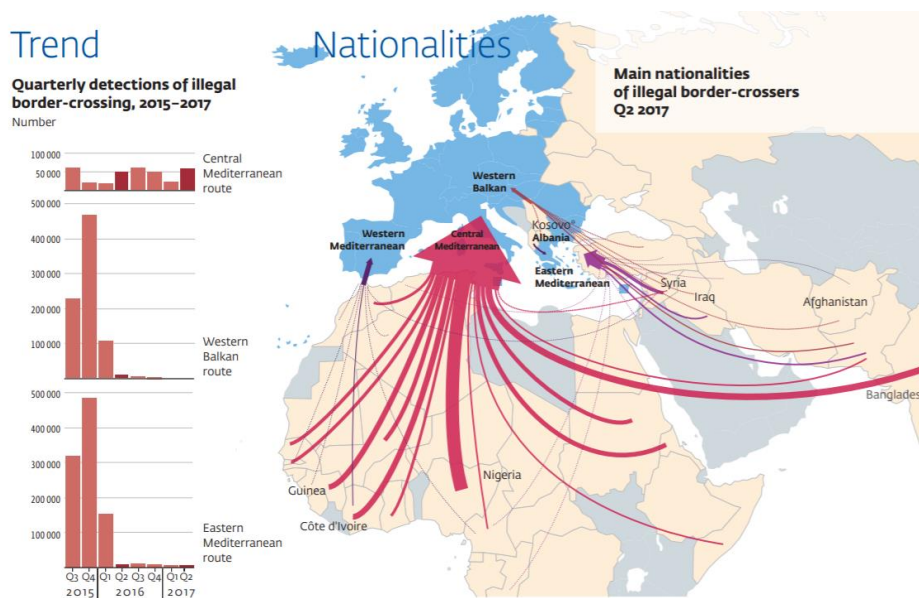 Trend
Quarterly detections of illegal
border-crossing, 2015–2017
Number
100 000
50 000
Central
Mediterranean
route
500 000
400 000
300 000
200 000
100 000
Western
Balkan
route
500 000
400 000
300 000
200 000
100 000
Eastern
Mediterranean
route
Q3 Q4 Q1 Q2 Q3 Q4 Q1 Q2
2015 2016 2017
Nationalities
Main nationalities
of illegal border-crossers
Q2 2017
Western
Balkan
Kosovo*
Albania
Western
Mediterranean
Central
Mediterranean
Eastern
Mediterranean
Syria
Iraq
Afghanistan
Banglades
Nigeria
Guinea
Côte d'Ivoire